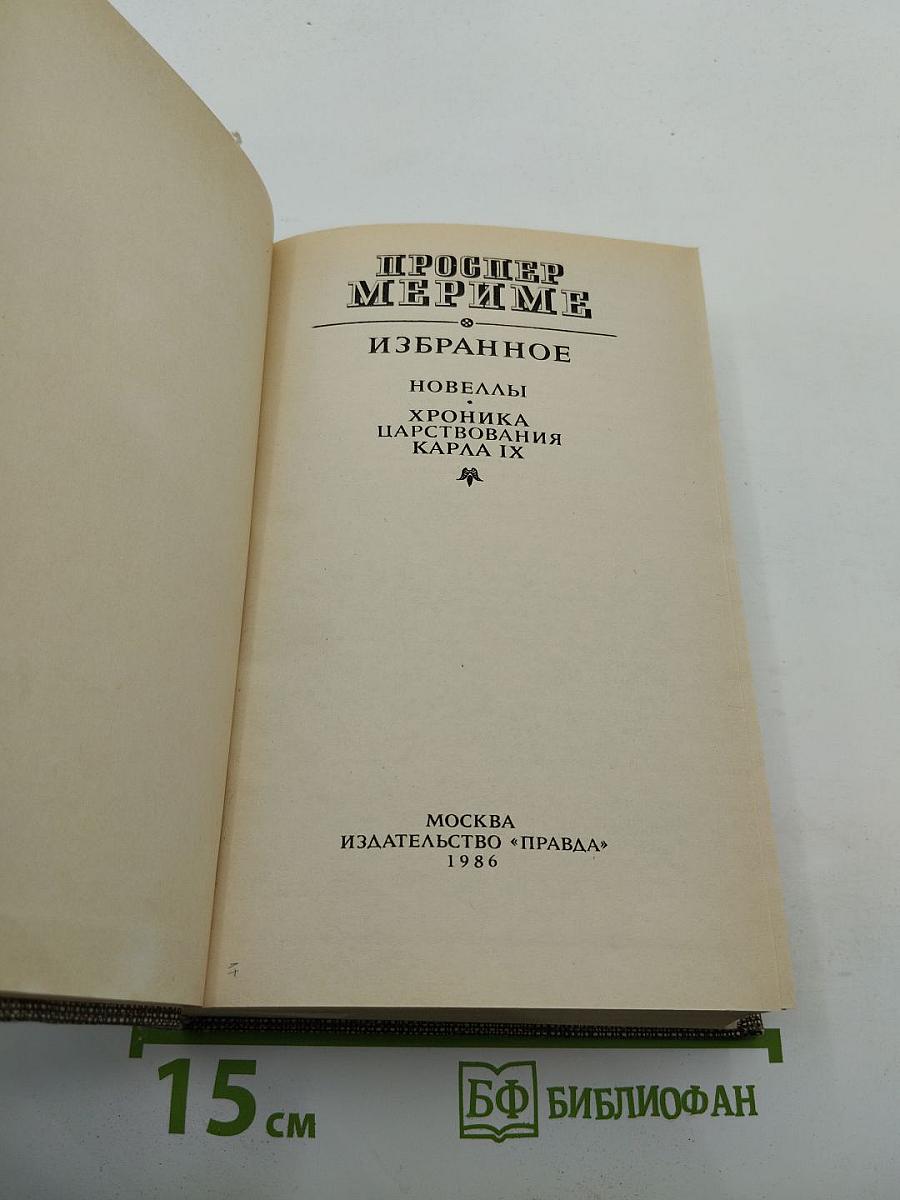 ПРОСПЕР
МЕРИМЕ
ИЗБРАННОЕ
НОВЕЛЛЫ
ХРОНИКА
ЦАРСТВОВАНИЯ
КАРЛА IX
МОСКВА
ИЗДАТЕЛЬСТВО «ПРАВДА»
1986
15 см
БФ БИБЛИОФАН